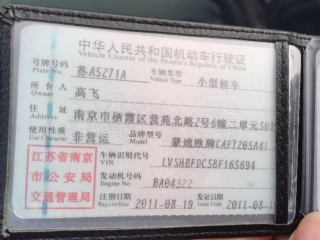 中华人民共和国机动车行驶证
Vehicle License of the People's Republic of China
号牌号码 苏A5271A 车辆类型 小型轿车
Plate No. Vehicle Type
所有人 高飞
Owner
住址 南京市栖霞区营苑北路2号6幢二单元501
Address
使用性质 非营运 品牌型号 蒙迪欧牌CAF7205A41
Use Character Model
江苏省南京市公安局交通管理局
车辆识别代号 LVSHBFDC5BF165694
VIN
发动机号码 BA04322
Engine No.
注册日期 2011-08-19 发证日期 2011-08
Register Date Issue Date